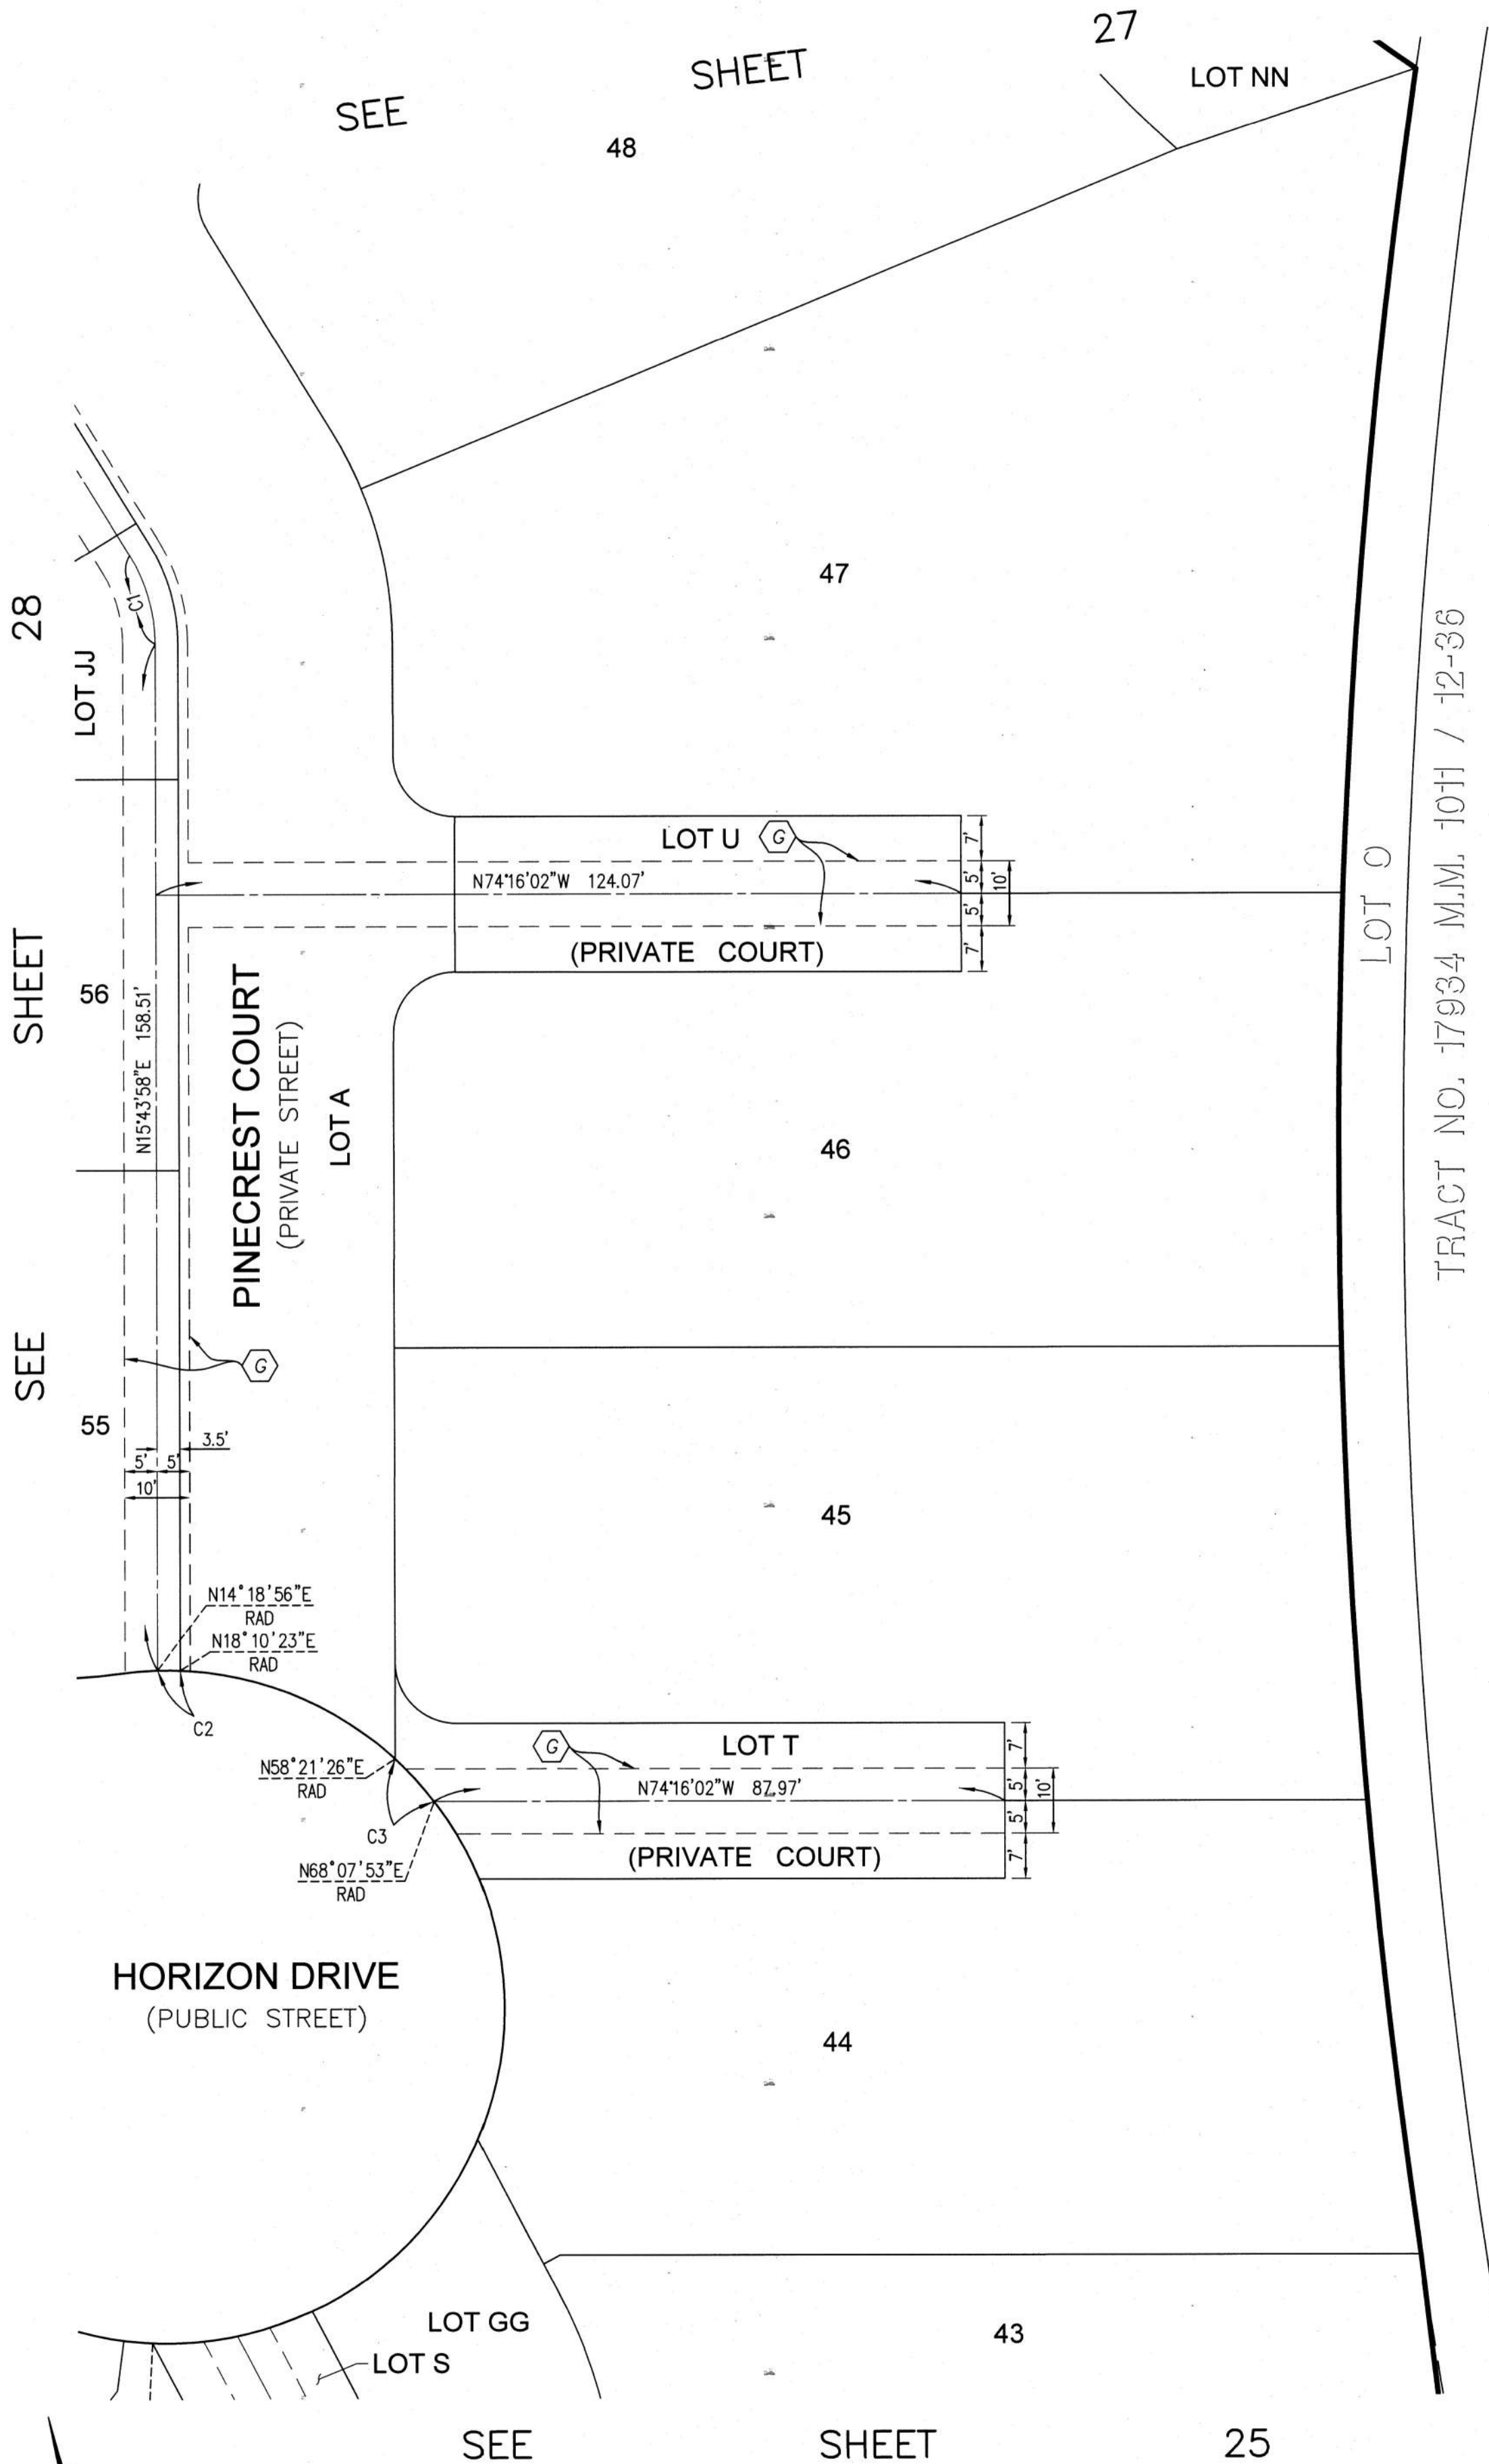 SEE SHEET 27
LOT NN
48
47
28
LOT JJ
C1
LOT U G
7'
5'
10'
5'
7'
N74°16'02"W 124.07'
(PRIVATE COURT)
SHEET
56
N15°43'58"E 158.51'
PINECREST COURT
(PRIVATE STREET)
LOT A
LOT O
TRACT NO. 17934 M.M. 1011 / 12-36
46
SEE
G
55
3.5'
5' 5'
10'
45
N14°18'56"E
RAD
N18°10'23"E
RAD
C2
G
LOT T
7'
5'
10'
5'
7'
N58°21'26"E
RAD
N74°16'02"W 87.97'
C3
(PRIVATE COURT)
N68°07'53"E
RAD
HORIZON DRIVE
(PUBLIC STREET)
44
LOT GG
43
LOT S
SEE SHEET 25